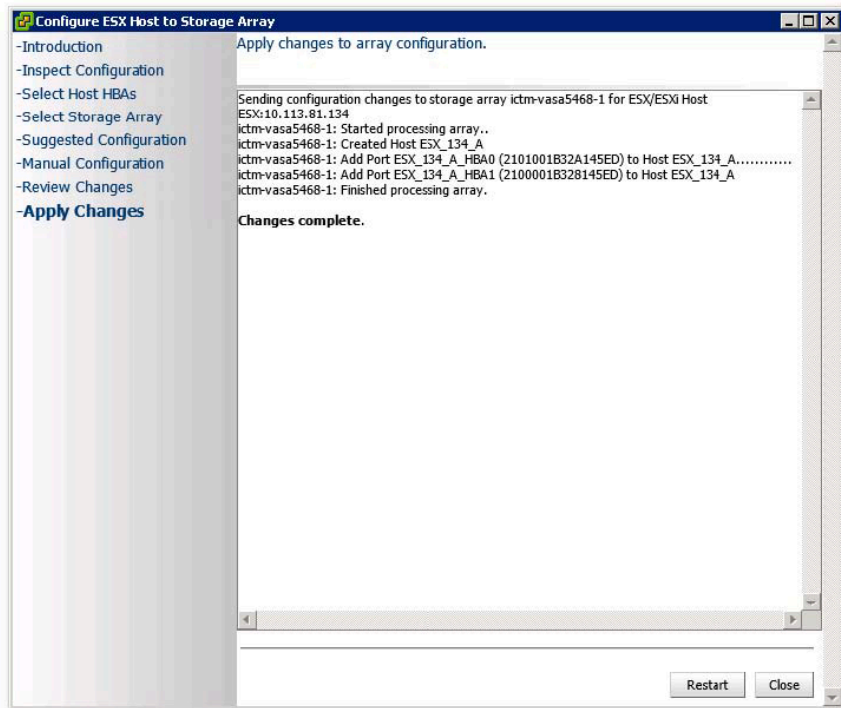 Configure ESX Host to Storage Array
-Introduction
-Inspect Configuration
-Select Host HBAs
-Select Storage Array
-Suggested Configuration
-Manual Configuration
-Review Changes
-Apply Changes
Apply changes to array configuration.
Sending configuration changes to storage array ictm-vasa5468-1 for ESX/ESXi Host
ESX:10.113.81.134
ictm-vasa5468-1: Started processing array..
ictm-vasa5468-1: Created Host ESX_134_A
ictm-vasa5468-1: Add Port ESX_134_A_HBA0 (2101001B32A145ED) to Host ESX_134_A............
ictm-vasa5468-1: Add Port ESX_134_A_HBA1 (2100001B328145ED) to Host ESX_134_A
ictm-vasa5468-1: Finished processing array.
Changes complete.
Restart
Close